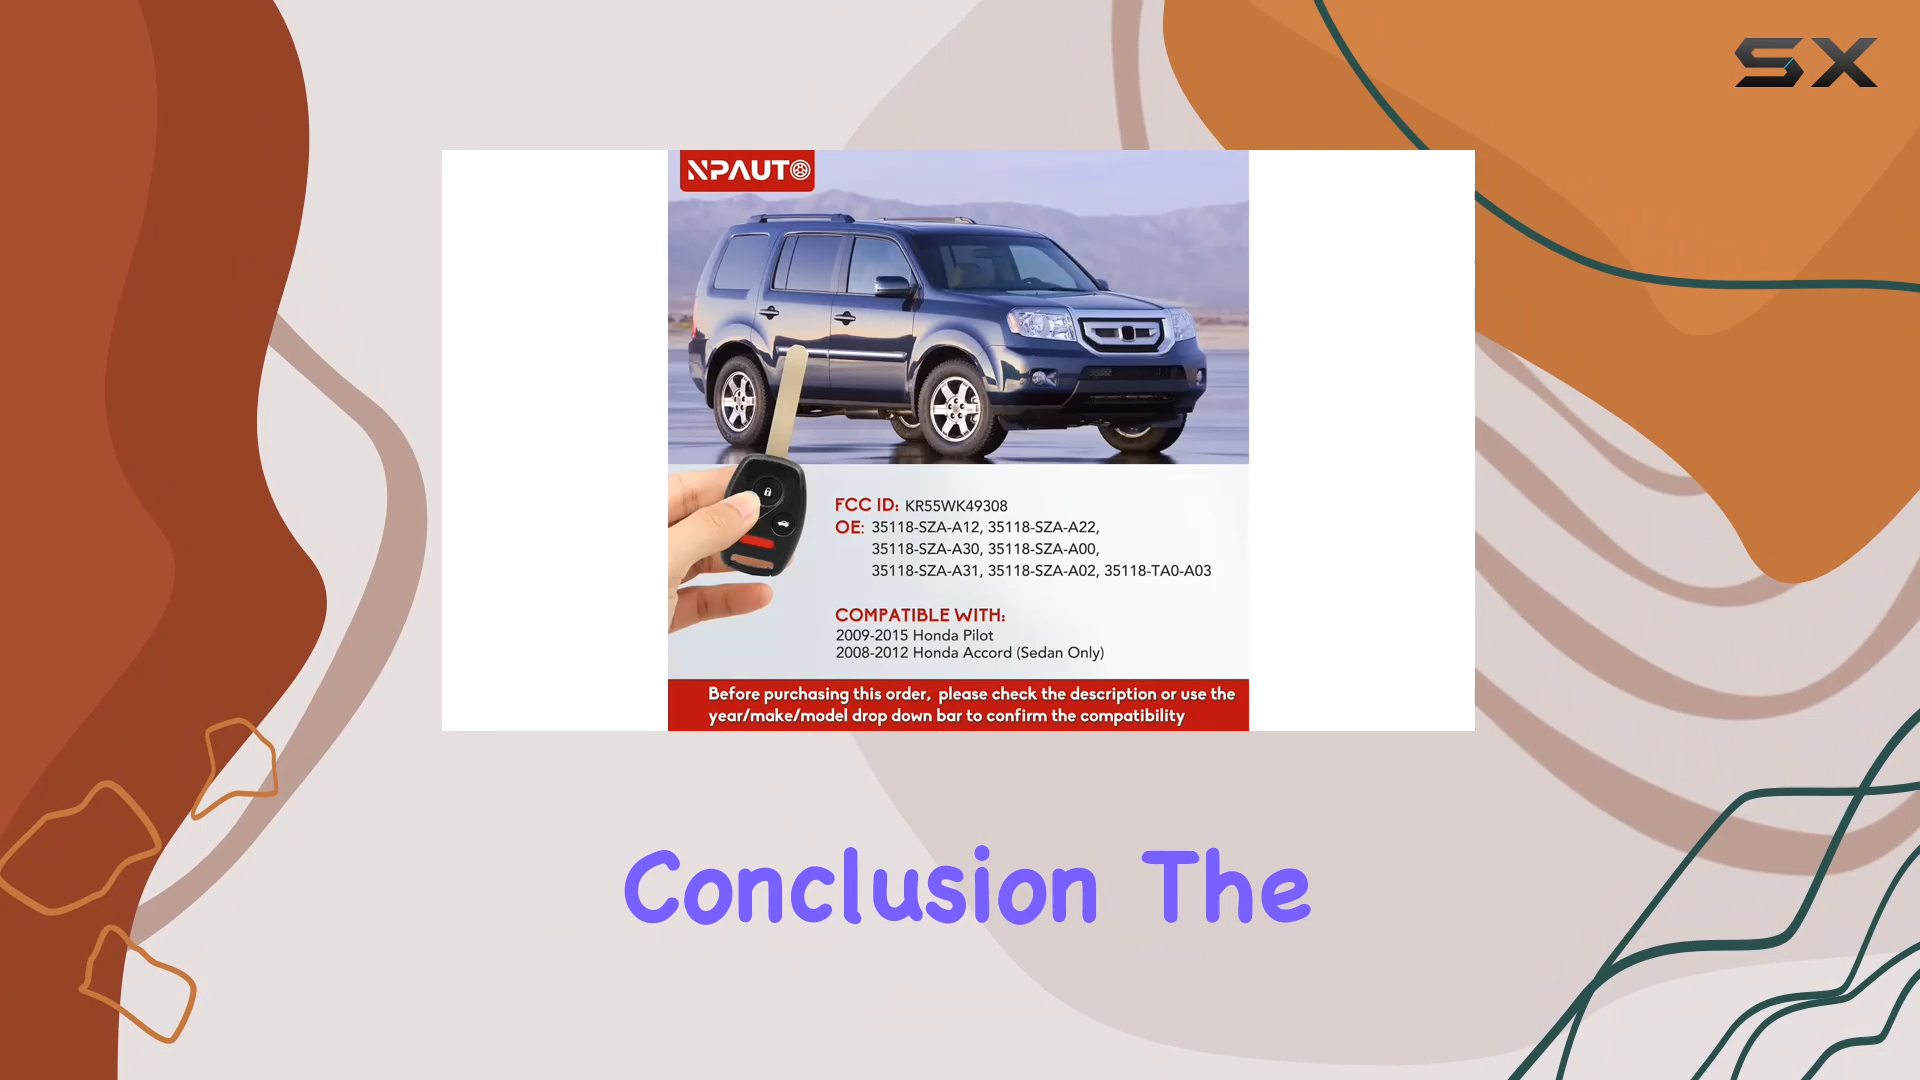 SX
NPAUTO
FCC ID: KR55WK49308
OE: 35118-SZA-A12, 35118-SZA-A22,
35118-SZA-A30, 35118-SZA-A00,
35118-SZA-A31, 35118-SZA-A02, 35118-TA0-A03
COMPATIBLE WITH:
2009-2015 Honda Pilot
2008-2012 Honda Accord (Sedan Only)
Before purchasing this order, please check the description or use the
year/make/model drop down bar to confirm the compatibility
Conclusion The